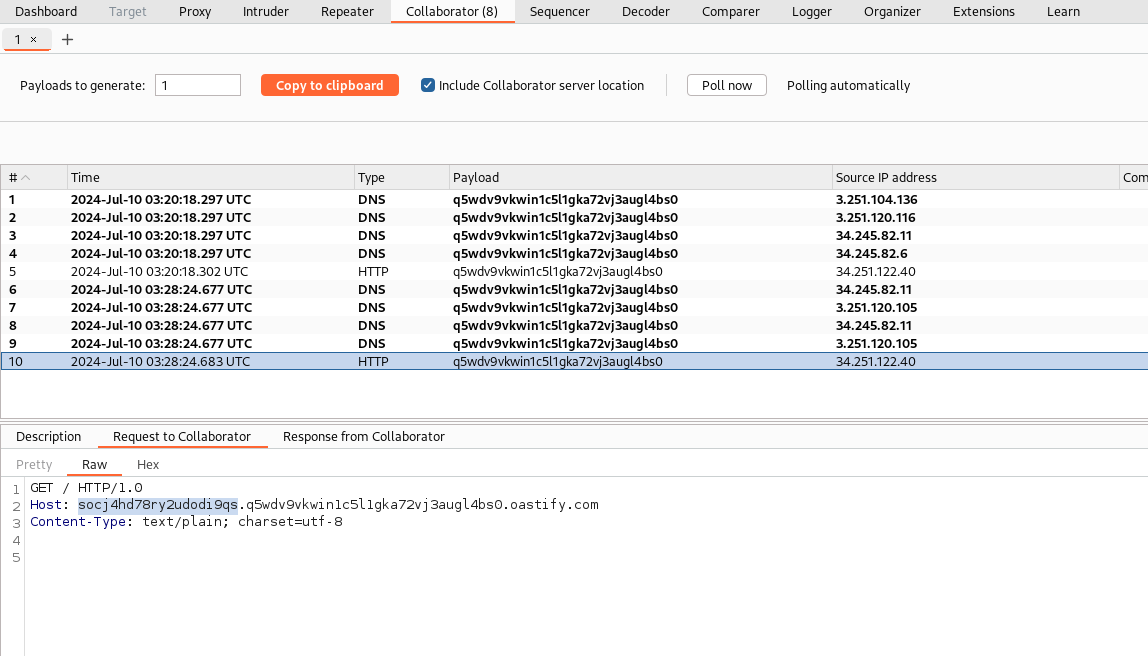 Dashboard Target Proxy Intruder Repeater Collaborator (8) Sequencer Decoder Comparer Logger Organizer Extensions Learn
1 × +
Payloads to generate: 1 Copy to clipboard Include Collaborator server location Poll now Polling automatically
# Time Type Payload Source IP address Com
1 2024-Jul-10 03:20:18.297 UTC DNS q5wdv9vkwin1c5l1gka72vj3augl4bs0 3.251.104.136
2 2024-Jul-10 03:20:18.297 UTC DNS q5wdv9vkwin1c5l1gka72vj3augl4bs0 3.251.120.116
3 2024-Jul-10 03:20:18.297 UTC DNS q5wdv9vkwin1c5l1gka72vj3augl4bs0 34.245.82.11
4 2024-Jul-10 03:20:18.297 UTC DNS q5wdv9vkwin1c5l1gka72vj3augl4bs0 34.245.82.6
5 2024-Jul-10 03:20:18.302 UTC HTTP q5wdv9vkwin1c5l1gka72vj3augl4bs0 34.251.122.40
6 2024-Jul-10 03:28:24.677 UTC DNS q5wdv9vkwin1c5l1gka72vj3augl4bs0 34.245.82.11
7 2024-Jul-10 03:28:24.677 UTC DNS q5wdv9vkwin1c5l1gka72vj3augl4bs0 3.251.120.105
8 2024-Jul-10 03:28:24.677 UTC DNS q5wdv9vkwin1c5l1gka72vj3augl4bs0 34.245.82.11
9 2024-Jul-10 03:28:24.677 UTC DNS q5wdv9vkwin1c5l1gka72vj3augl4bs0 3.251.120.105
10 2024-Jul-10 03:28:24.683 UTC HTTP q5wdv9vkwin1c5l1gka72vj3augl4bs0 34.251.122.40
Description Request to Collaborator Response from Collaborator
Pretty Raw Hex
1 GET / HTTP/1.0
2 Host: socj4hd78ry2udodi9qs.q5wdv9vkwin1c5l1gka72vj3augl4bs0.oastify.com
3 Content-Type: text/plain; charset=utf-8
4
5